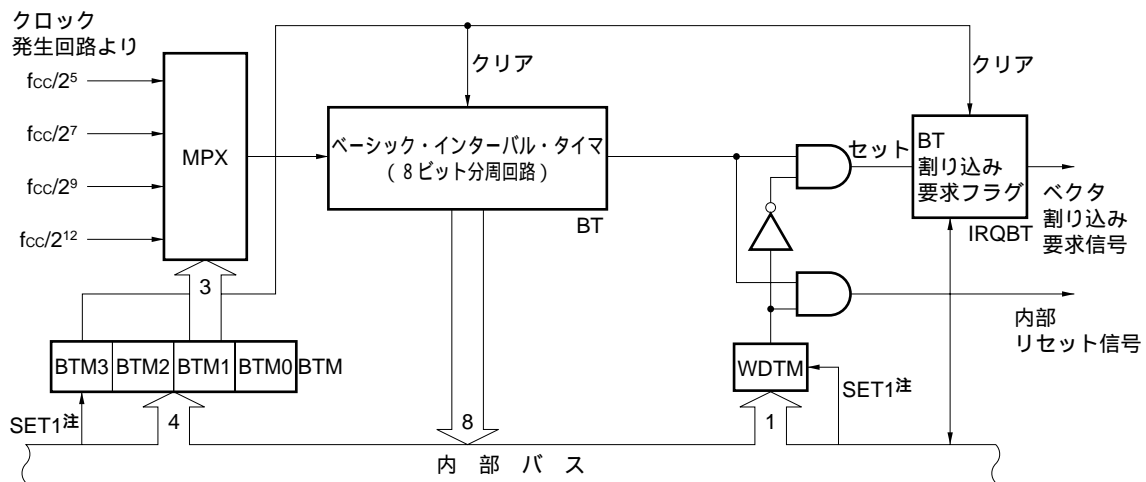 クロック
発生回路より
fcc/2⁵
fcc/2⁷
fcc/2⁹
fcc/2¹²
MPX
3
クリア
ベーシック・インターバル・タイマ
(8ビット分周回路)
BT
セット
クリア
BT
割り込み
要求フラグ
IRQBT
ベクタ
割り込み
要求信号
内部
リセット信号
BTM3 BTM2 BTM1 BTM0 BTM
WDTM
SET1注
4
8
1
SET1注
内部バス